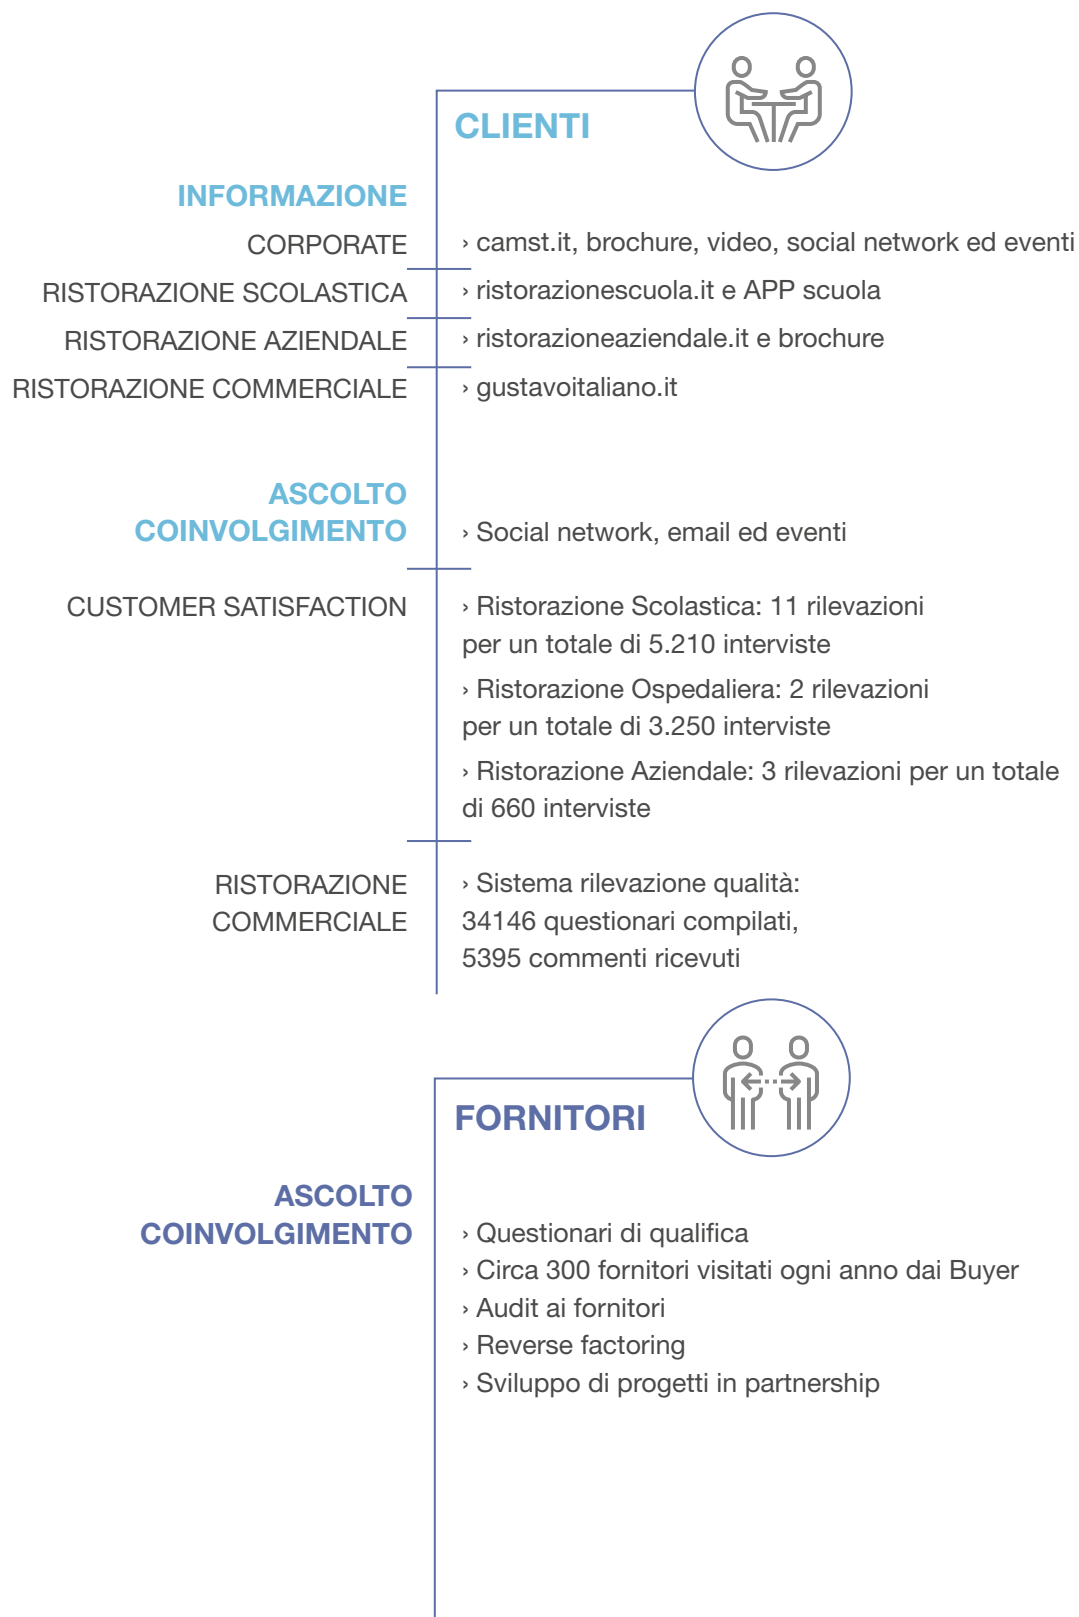 CLIENTI
INFORMAZIONE
CORPORATE
› camst.it, brochure, video, social network ed eventi
RISTORAZIONE SCOLASTICA
› ristorazionescuola.it e APP scuola
RISTORAZIONE AZIENDALE
› ristorazioneaziendale.it e brochure
RISTORAZIONE COMMERCIALE
› gustavoitaliano.it
ASCOLTO
COINVOLGIMENTO
› Social network, email ed eventi
CUSTOMER SATISFACTION
› Ristorazione Scolastica: 11 rilevazioni
per un totale di 5.210 interviste
› Ristorazione Ospedaliera: 2 rilevazioni
per un totale di 3.250 interviste
› Ristorazione Aziendale: 3 rilevazioni per un totale
di 660 interviste
RISTORAZIONE
COMMERCIALE
› Sistema rilevazione qualità:
34146 questionari compilati,
5395 commenti ricevuti
FORNITORI
ASCOLTO
COINVOLGIMENTO
› Questionari di qualifica
› Circa 300 fornitori visitati ogni anno dai Buyer
› Audit ai fornitori
› Reverse factoring
› Sviluppo di progetti in partnership